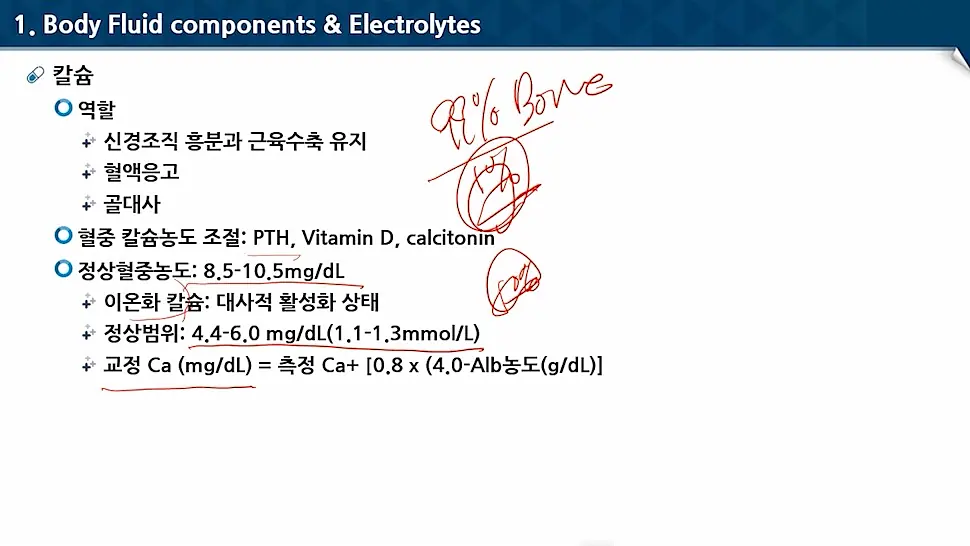 1. Body Fluid components & Electrolytes
칼슘
역할
신경조직 흥분과 근육수축 유지
혈액응고
골대사
혈중 칼슘농도 조절: PTH, Vitamin D, calcitonin
정상혈중농도: 8.5-10.5mg/dL
이온화 칼슘: 대사적 활성화 상태
정상범위: 4.4-6.0 mg/dL(1.1-1.3mmol/L)
교정 Ca (mg/dL) = 측정 Ca+ [0.8 x (4.0-Alb농도(g/dL)]
99% Bone
1%